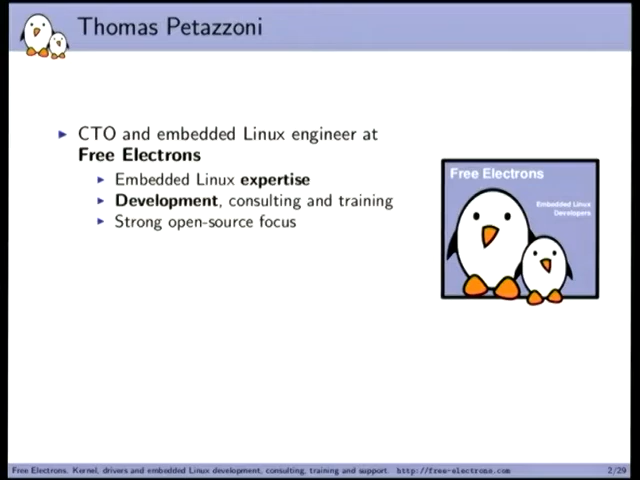 Thomas Petazzoni
CTO and embedded Linux engineer at
Free Electrons
Embedded Linux expertise
Development, consulting and training
Strong open-source focus
Free Electrons
Embedded Linux
Developers
Free Electrons. Kernel, drivers and embedded Linux development, consulting, training and support. http://free-electrons.com
2/29